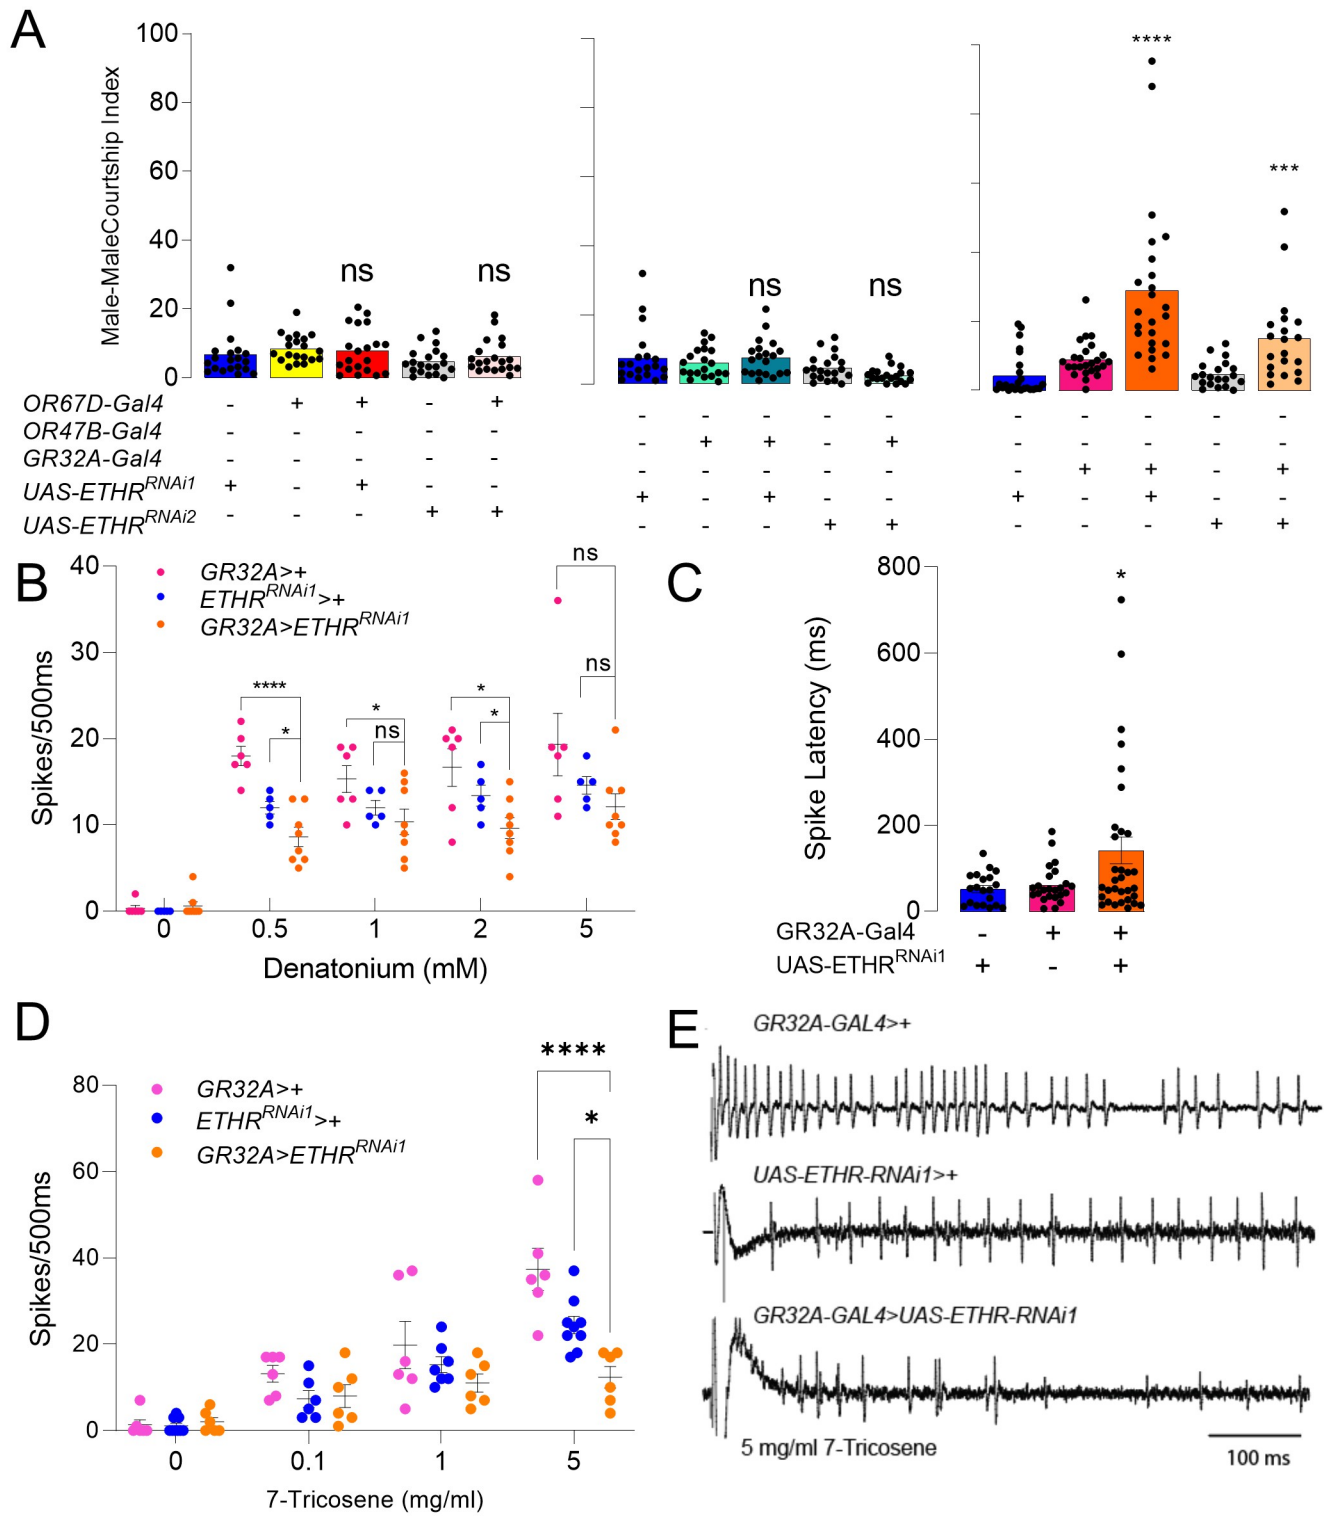 A
Male-MaleCourtship Index
100
80
60
40
20
0
ns
ns
ns
ns
****
***
OR67D-Gal4 - + + - + - - - - - - - - - -
OR47B-Gal4 - - - - - - + + - + - - - - -
GR32A-Gal4 - - - - - - - - - - - + + - +
UAS-ETHR^RNAi1 + - + - - + - + - - + - + - -
UAS-ETHR^RNAi2 - - - + + - - - + + - - - + +
B
Spikes/500ms
40
30
20
10
0
GR32A>+
ETHR^RNAi1>+
GR32A>ETHR^RNAi1
****
*
*
ns
*
*
ns
ns
0 0.5 1 2 5
Denatonium (mM)
C
Spike Latency (ms)
800
600
400
200
0
*
GR32A-Gal4 - + +
UAS-ETHR^RNAi1 + - +
D
Spikes/500ms
80
60
40
20
0
GR32A>+
ETHR^RNAi1>+
GR32A>ETHR^RNAi1
****
*
0 0.1 1 5
7-Tricosene (mg/ml)
E
GR32A-GAL4>+
UAS-ETHR-RNAi1>+
GR32A-GAL4>UAS-ETHR-RNAi1
5 mg/ml 7-Tricosene
100 ms